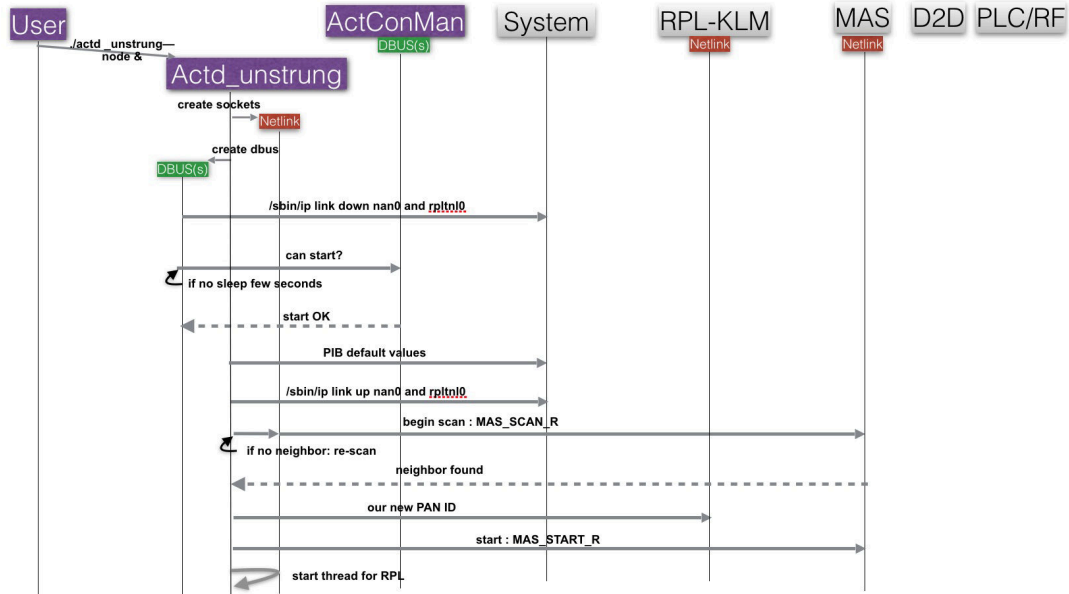 User
ActConMan
System
RPL-KLM
MAS
D2D
PLC/RF
DBUS(s)
Netlink
Netlink
./actd _unstrung—
node &
Actd_unstrung
create sockets
Netlink
create dbus
DBUS(s)
/sbin/ip link down nan0 and rpltnl0
can start?
if no sleep few seconds
start OK
PIB default values
/sbin/ip link up nan0 and rpltnl0
begin scan : MAS_SCAN_R
if no neighbor: re-scan
neighbor found
our new PAN ID
start : MAS_START_R
start thread for RPL